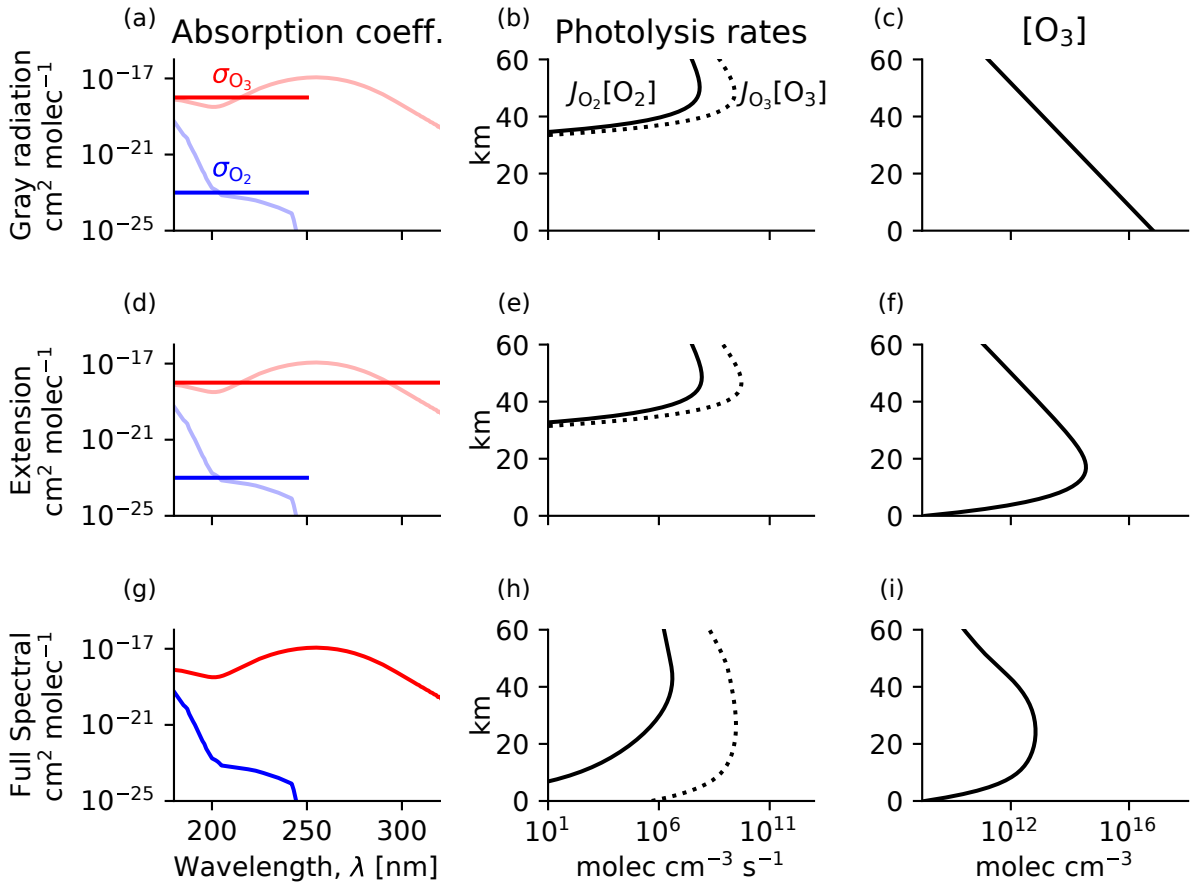 (a) Absorption coeff.
(b) Photolysis rates
(c) [O₃]
Gray radiation
cm² molec⁻¹
10⁻¹⁷
10⁻²¹
10⁻²⁵
σ_O₃
σ_O₂
km
60
40
20
0
J_O₂[O₂]
J_O₃[O₃]
60
40
20
0
(d)
(e)
(f)
Extension
cm² molec⁻¹
10⁻¹⁷
10⁻²¹
10⁻²⁵
km
60
40
20
0
60
40
20
0
(g)
(h)
(i)
Full Spectral
cm² molec⁻¹
10⁻¹⁷
10⁻²¹
10⁻²⁵
200 250 300
Wavelength, λ [nm]
km
60
40
20
0
10¹ 10⁶ 10¹¹
molec cm⁻³ s⁻¹
60
40
20
0
10¹² 10¹⁶
molec cm⁻³